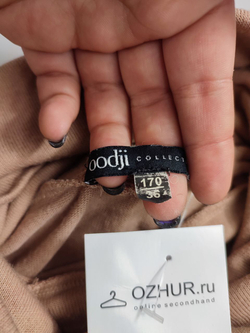 oodji COLLECT
170
36
OZHUR.ru
online secondhand